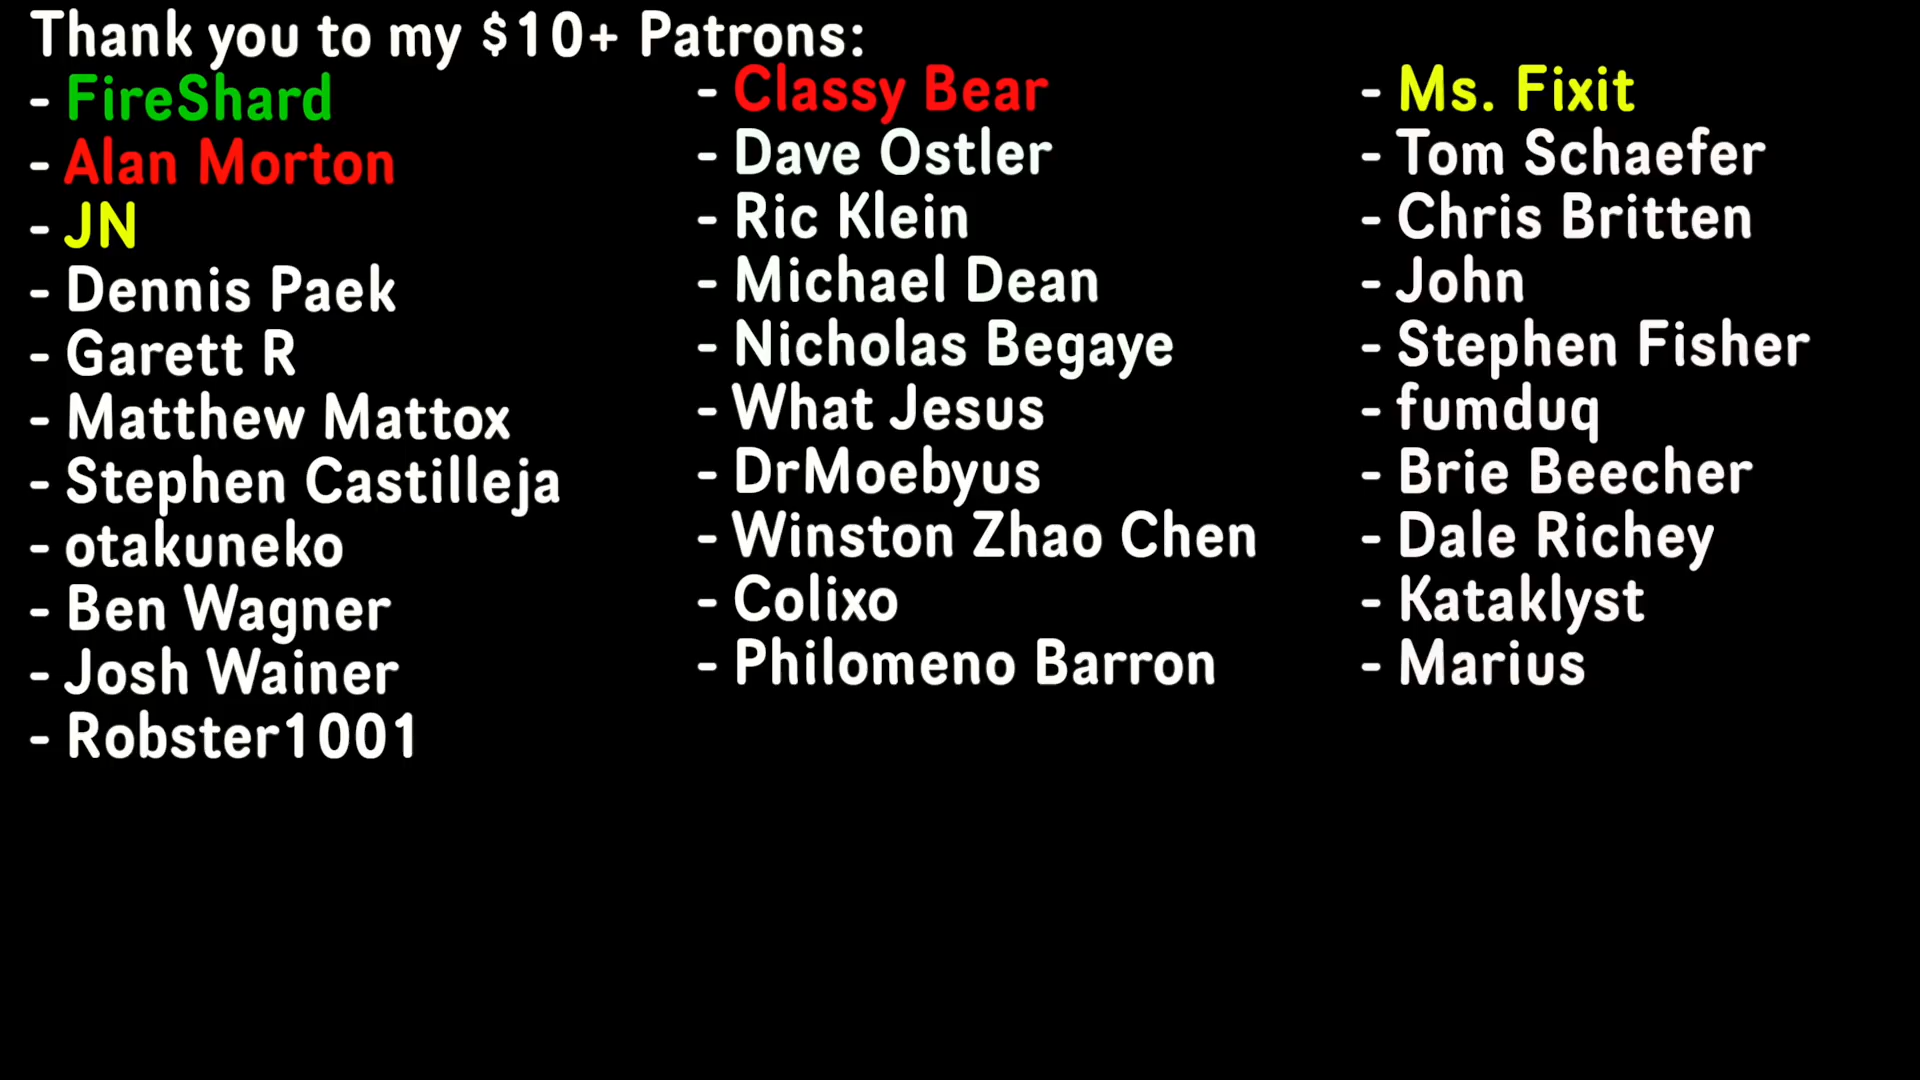 Thank you to my $10+ Patrons:
- FireShard
- Alan Morton
- JN
- Dennis Paek
- Garett R
- Matthew Mattox
- Stephen Castilleja
- otakuneko
- Ben Wagner
- Josh Wainer
- Robster1001
- Classy Bear
- Dave Ostler
- Ric Klein
- Michael Dean
- Nicholas Begaye
- What Jesus
- DrMoebyus
- Winston Zhao Chen
- Colixo
- Philomeno Barron
- Ms. Fixit
- Tom Schaefer
- Chris Britten
- John
- Stephen Fisher
- fumduq
- Brie Beecher
- Dale Richey
- Kataklyst
- Marius